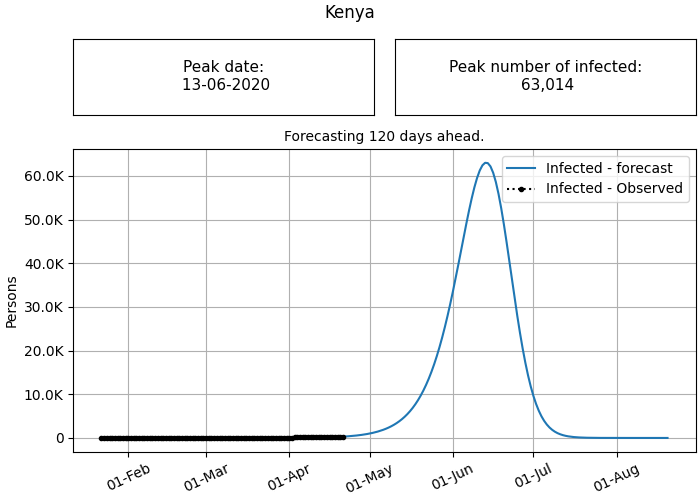 Kenya
Peak date:
13-06-2020
Peak number of infected:
63,014
Forecasting 120 days ahead.
Infected - forecast
Infected - Observed
60.0K
50.0K
40.0K
30.0K
20.0K
10.0K
0
Persons
01-Feb
01-Mar
01-Apr
01-May
01-Jun
01-Jul
01-Aug